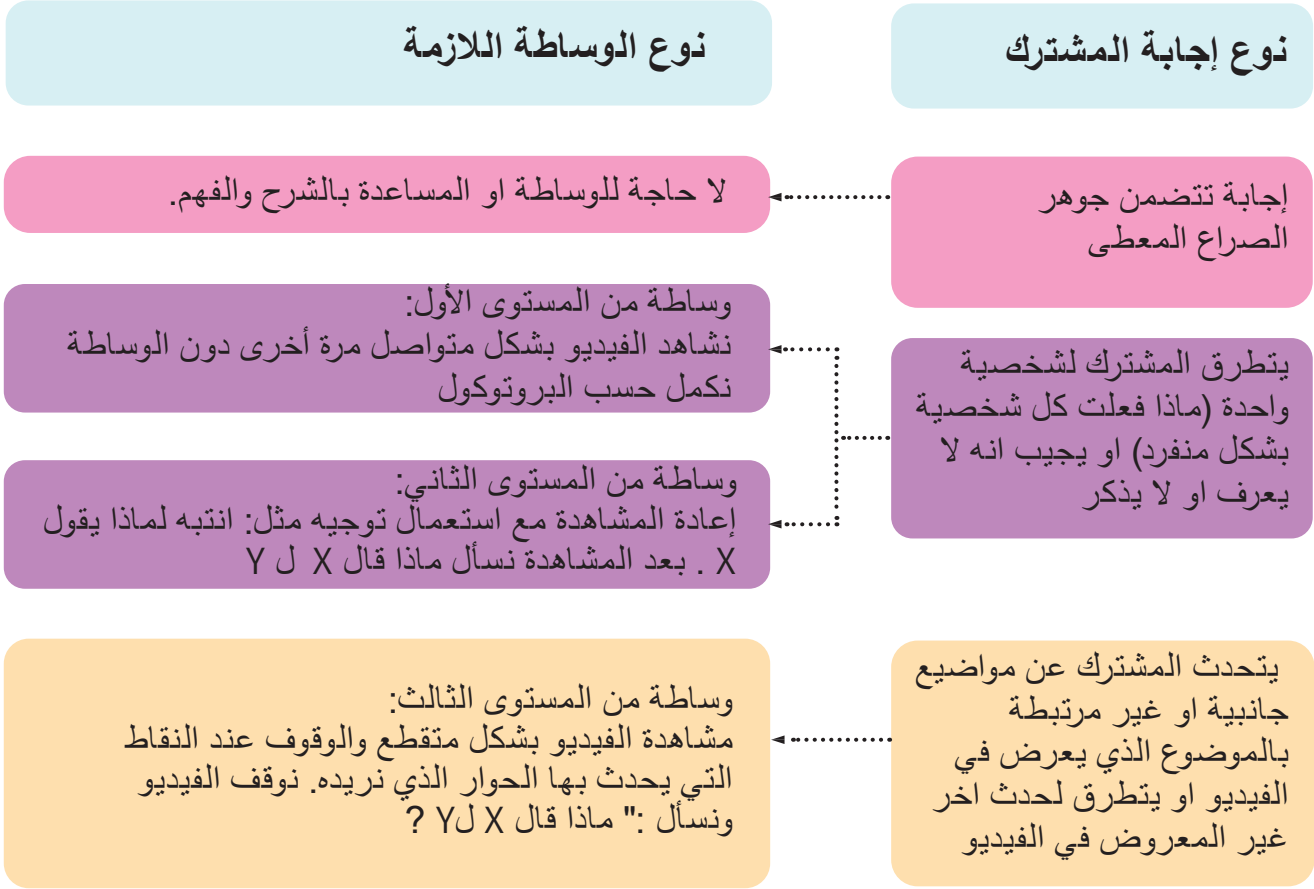 نوع إجابة المشترك
نوع الوساطة اللازمة
إجابة تتضمن جوهر
الصراع المعطى
لا حاجة للوساطة او المساعدة بالشرح والفهم.
يتطرق المشترك لشخصية
واحدة (ماذا فعلت كل شخصية
بشكل منفرد) او يجيب انه لا
يعرف او لا يذكر
وساطة من المستوى الأول:
نشاهد الفيديو بشكل متواصل مرة أخرى دون الوساطة
نكمل حسب البروتوكول
وساطة من المستوى الثاني:
إعادة المشاهدة مع استعمال توجيه مثل: انتبه لماذا يقول
X . بعد المشاهدة نسأل ماذا قال X ل Y
يتحدث المشترك عن مواضيع
جانبية او غير مرتبطة
بالموضوع الذي يعرض في
الفيديو او يتطرق لحدث اخر
غير المعروض في الفيديو
وساطة من المستوى الثالث:
مشاهدة الفيديو بشكل متقطع والوقوف عند النقاط
التي يحدث بها الحوار الذي نريده. نوقف الفيديو
ونسأل :" ماذا قال X لY ?